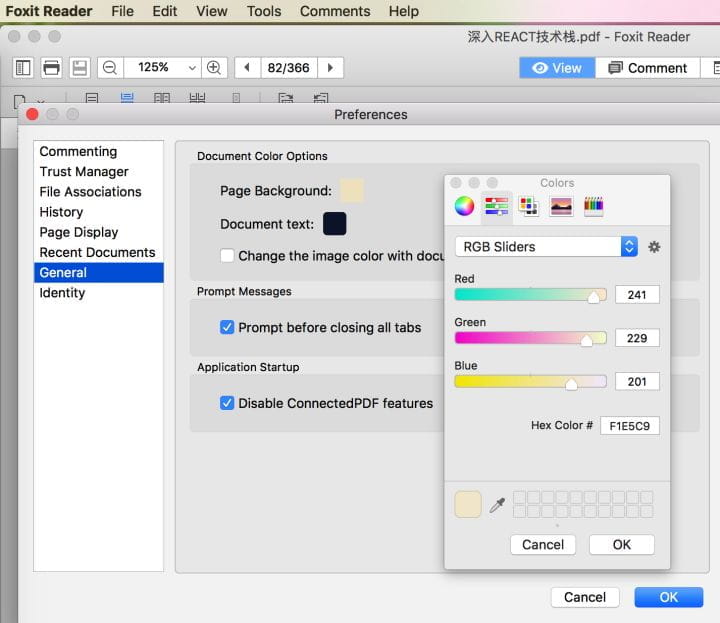 Foxit Reader File Edit View Tools Comments Help
深入REACT技术栈.pdf - Foxit Reader
125% 82/366 View Comment
Preferences
Commenting
Trust Manager
File Associations
History
Page Display
Recent Documents
General
Identity
Document Color Options
Page Background:
Document text:
Change the image color with docu
Prompt Messages
Prompt before closing all tabs
Application Startup
Disable ConnectedPDF features
Colors
RGB Sliders
Red
241
Green
229
Blue
201
Hex Color # F1E5C9
Cancel OK
Cancel OK